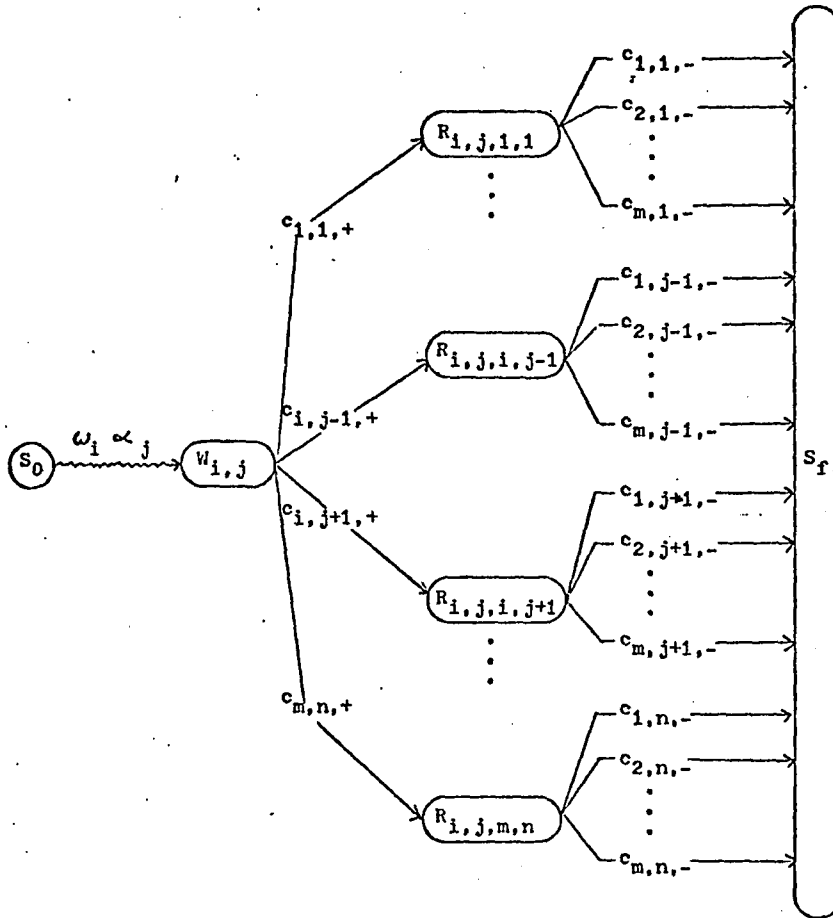 c1,1,-
c2,1,-
Ri,j,1,1
cm,1,-
c1,1,+
c1,j-1,-
c2,j-1,-
Ri,j,i,j-1
ci,j-1,+
cm,j-1,-
S0
ωi αj
Wi,j
Sf
ci,j+1,+
c1,j+1,-
c2,j+1,-
Ri,j,i,j+1
cm,j+1,-
cm,n,+
c1,n,-
c2,n,-
Ri,j,m,n
cm,n,-